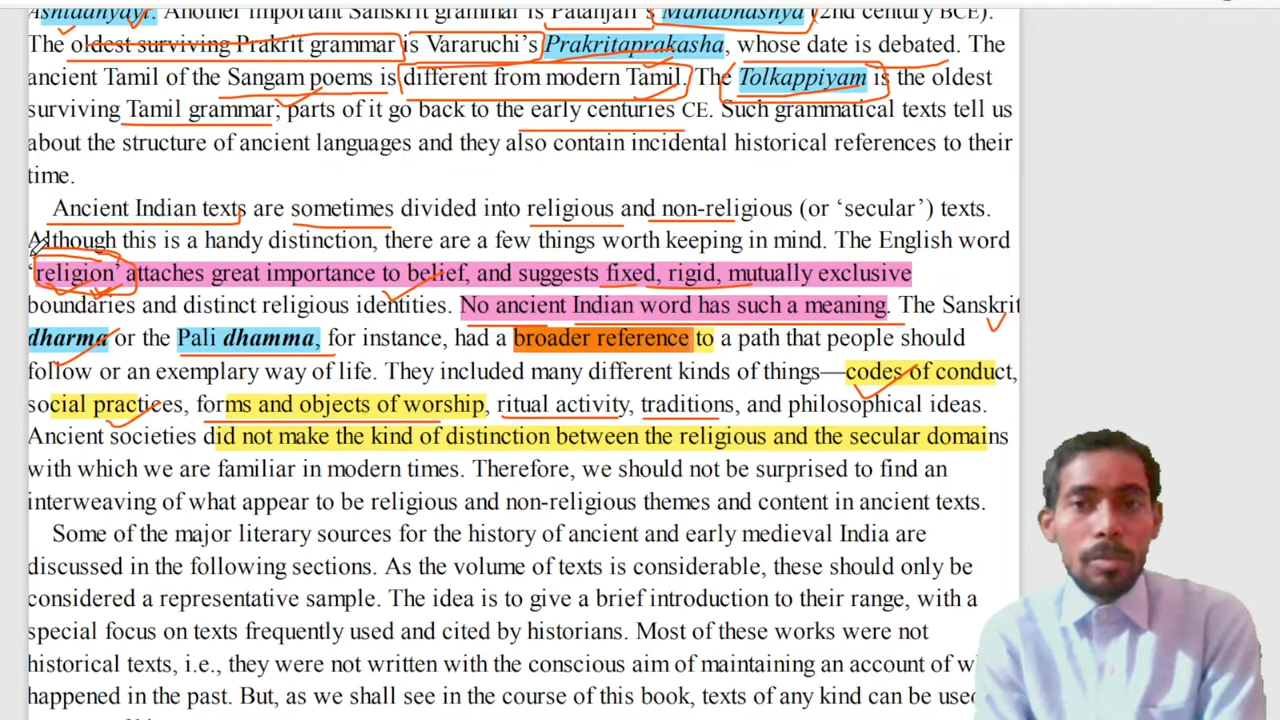 Ashtadhyayi. Another important Sanskrit grammar is Patanjali's Mahabhashya (2nd century BCE).
The oldest surviving Prakrit grammar is Vararuchi's Prakritaprakasha, whose date is debated. The
ancient Tamil of the Sangam poems is different from modern Tamil. The Tolkappiyam is the oldest
surviving Tamil grammar; parts of it go back to the early centuries CE. Such grammatical texts tell us
about the structure of ancient languages and they also contain incidental historical references to their
time.
Ancient Indian texts are sometimes divided into religious and non-religious (or ‘secular’) texts.
Although this is a handy distinction, there are a few things worth keeping in mind. The English word
‘religion’ attaches great importance to belief, and suggests fixed, rigid, mutually exclusive
boundaries and distinct religious identities. No ancient Indian word has such a meaning. The Sanskrit
dharma or the Pali dhamma, for instance, had a broader reference to a path that people should
follow or an exemplary way of life. They included many different kinds of things—codes of conduct,
social practices, forms and objects of worship, ritual activity, traditions, and philosophical ideas.
Ancient societies did not make the kind of distinction between the religious and the secular domains
with which we are familiar in modern times. Therefore, we should not be surprised to find an
interweaving of what appear to be religious and non-religious themes and content in ancient texts.
Some of the major literary sources for the history of ancient and early medieval India are
discussed in the following sections. As the volume of texts is considerable, these should only be
considered a representative sample. The idea is to give a brief introduction to their range, with a
special focus on texts frequently used and cited by historians. Most of these works were not
historical texts, i.e., they were not written with the conscious aim of maintaining an account of
happened in the past. But, as we shall see in the course of this book, texts of any kind can be